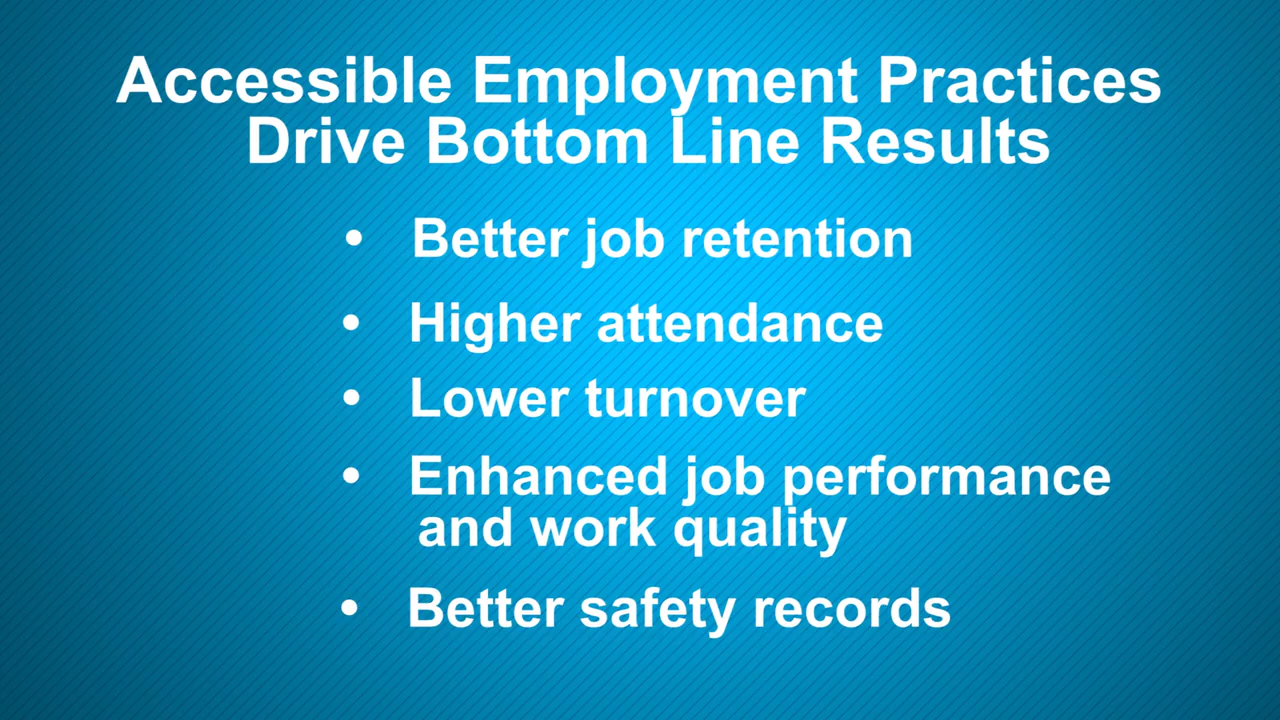 Accessible Employment Practices
Drive Bottom Line Results
• Better job retention
• Higher attendance
• Lower turnover
• Enhanced job performance
and work quality
• Better safety records